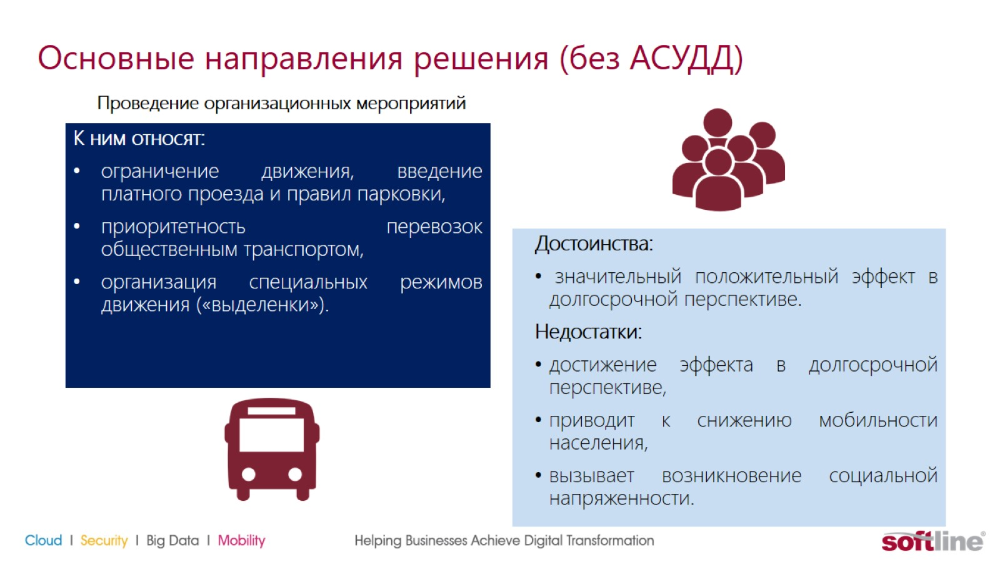 Основные направления решения (без АСУДД)
Проведение организационных мероприятий
К ним относят:
• ограничение движения, введение
платного проезда и правил парковки,
• приоритетность перевозок
общественным транспортом,
• организация специальных режимов
движения («выделенки»).
Достоинства:
• значительный положительный эффект в
долгосрочной перспективе.
Недостатки:
• достижение эффекта в долгосрочной
перспективе,
• приводит к снижению мобильности
населения,
• вызывает возникновение социальной
напряженности.
Cloud | Security | Big Data | Mobility
Helping Businesses Achieve Digital Transformation
softline®